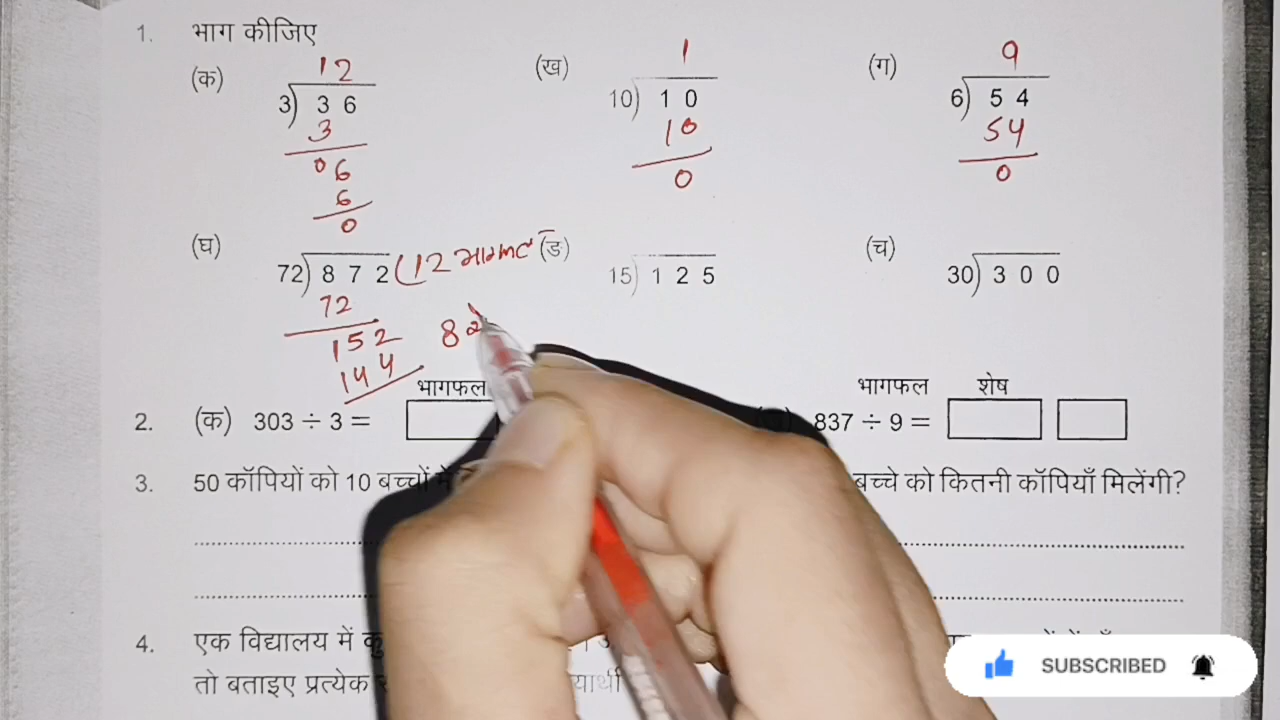 1. भाग कीजिए
(क) 12 (ख) 1 (ग) 9
3) 3 6 10) 1 0 6) 5 4
3 10 54
06 0 0
6
0
(घ) (ङ) (च)
72) 8 7 2 (12 15) 1 2 5 30) 3 0 0
72
152 8
144
भागफल भागफल शेष
2. (क) 303 ÷ 3 = 837 ÷ 9 =
3. 50 कॉपियों को 10 बच्चों में बच्चे को कितनी कॉपियाँ मिलेंगी?
4. एक विद्यालय में
तो बताइए प्रत्येक
SUBSCRIBED